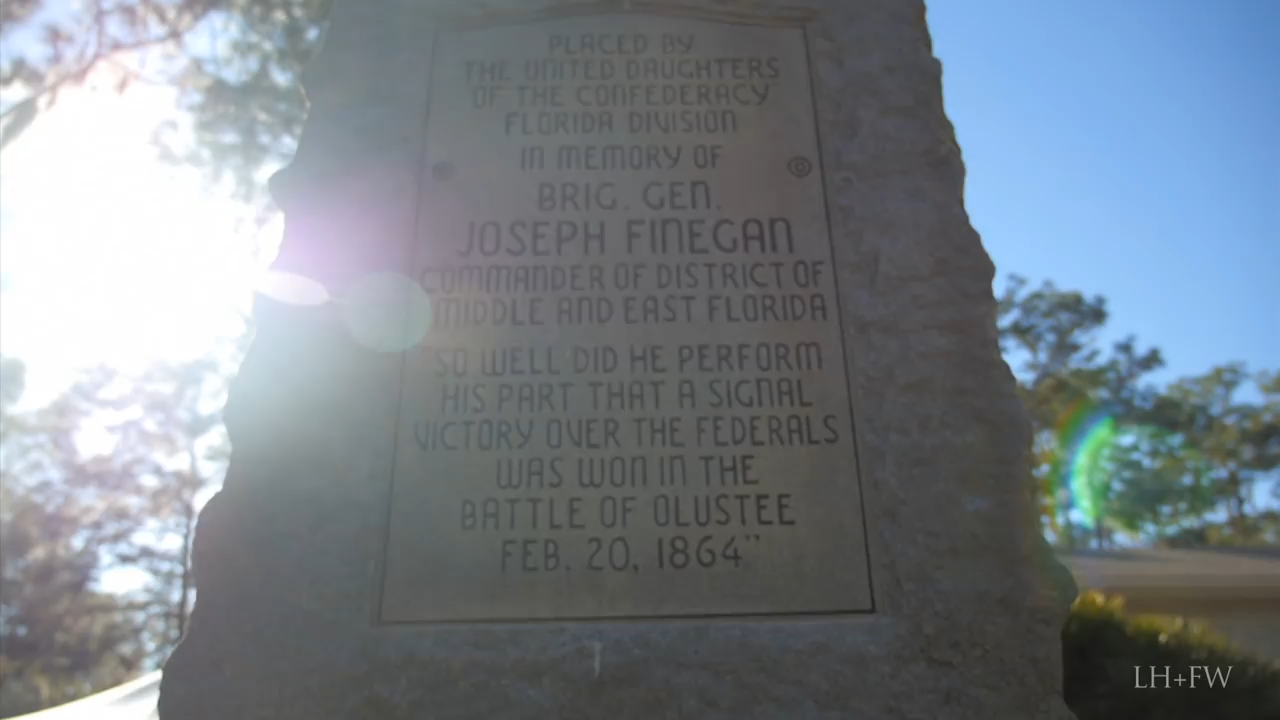 PLACED BY
THE UNITED DAUGHTERS
OF THE CONFEDERACY
FLORIDA DIVISION
IN MEMORY OF
BRIG. GEN.
JOSEPH FINEGAN
COMMANDER OF DISTRICT OF
MIDDLE AND EAST FLORIDA
"SO WELL DID HE PERFORM
HIS PART THAT A SIGNAL
VICTORY OVER THE FEDERALS
WAS WON IN THE
BATTLE OF OLUSTEE
FEB. 20, 1864"
LH+FW